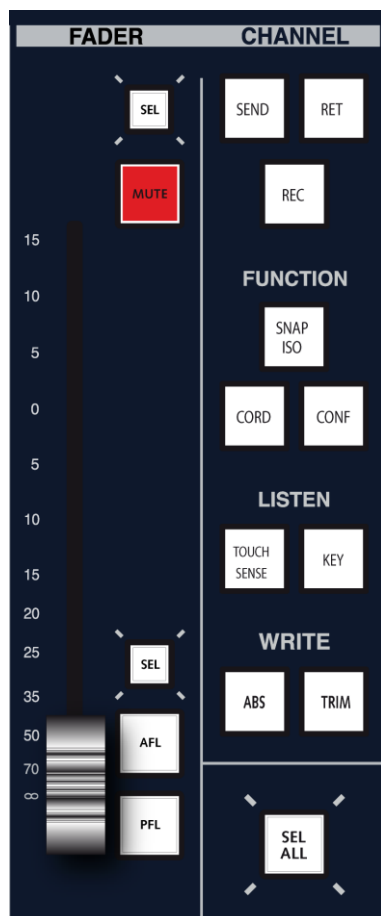 FADER
CHANNEL
SEL
MUTE
15
10
5
0
5
10
15
20
25
35
50
70
∞
SEL
AFL
PFL
SEND
RET
REC
FUNCTION
SNAP
ISO
CORD
CONF
LISTEN
TOUCH
SENSE
KEY
WRITE
ABS
TRIM
SEL
ALL